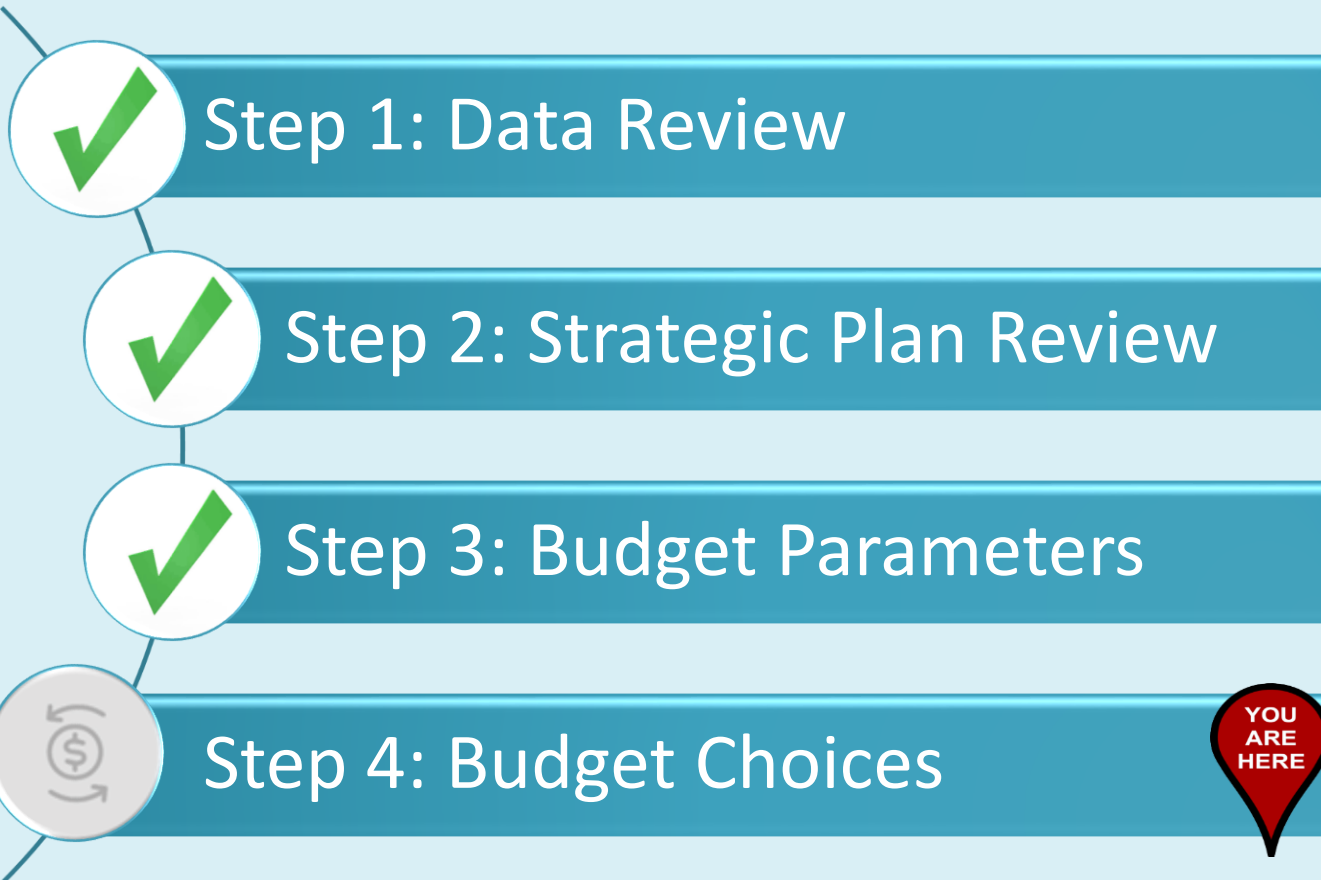 Step 1: Data Review
Step 2: Strategic Plan Review
Step 3: Budget Parameters
$
Step 4: Budget Choices
YOU
ARE
HERE